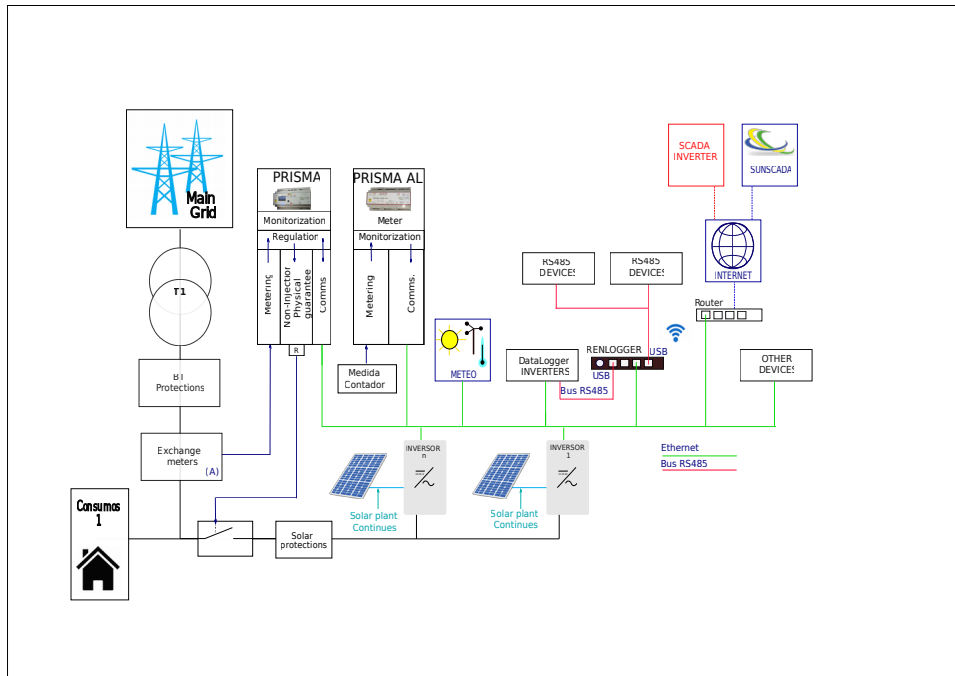 Main
Grid
T1
BT
Protections
Exchange
meters
(A)
Consumos
1
PRISMA
Monitorization
Regulation
Metering
Non-Injection
Physical
guarantee
Comms
R
PRISMA AL
Meter
Monitorization
Metering
Comms.
Medida
Contador
METEO
RS485
DEVICES
RS485
DEVICES
DataLogger
INVERTERS
RENLOGGER
USB
USB
Bus RS485
SCADA
INVERTER
SUNSCADA
INTERNET
Router
OTHER
DEVICES
Ethernet
Bus RS485
INVERSOR
n
INVERSOR
1
Solar plant
Continues
Solar plant
Continues
Solar
protections